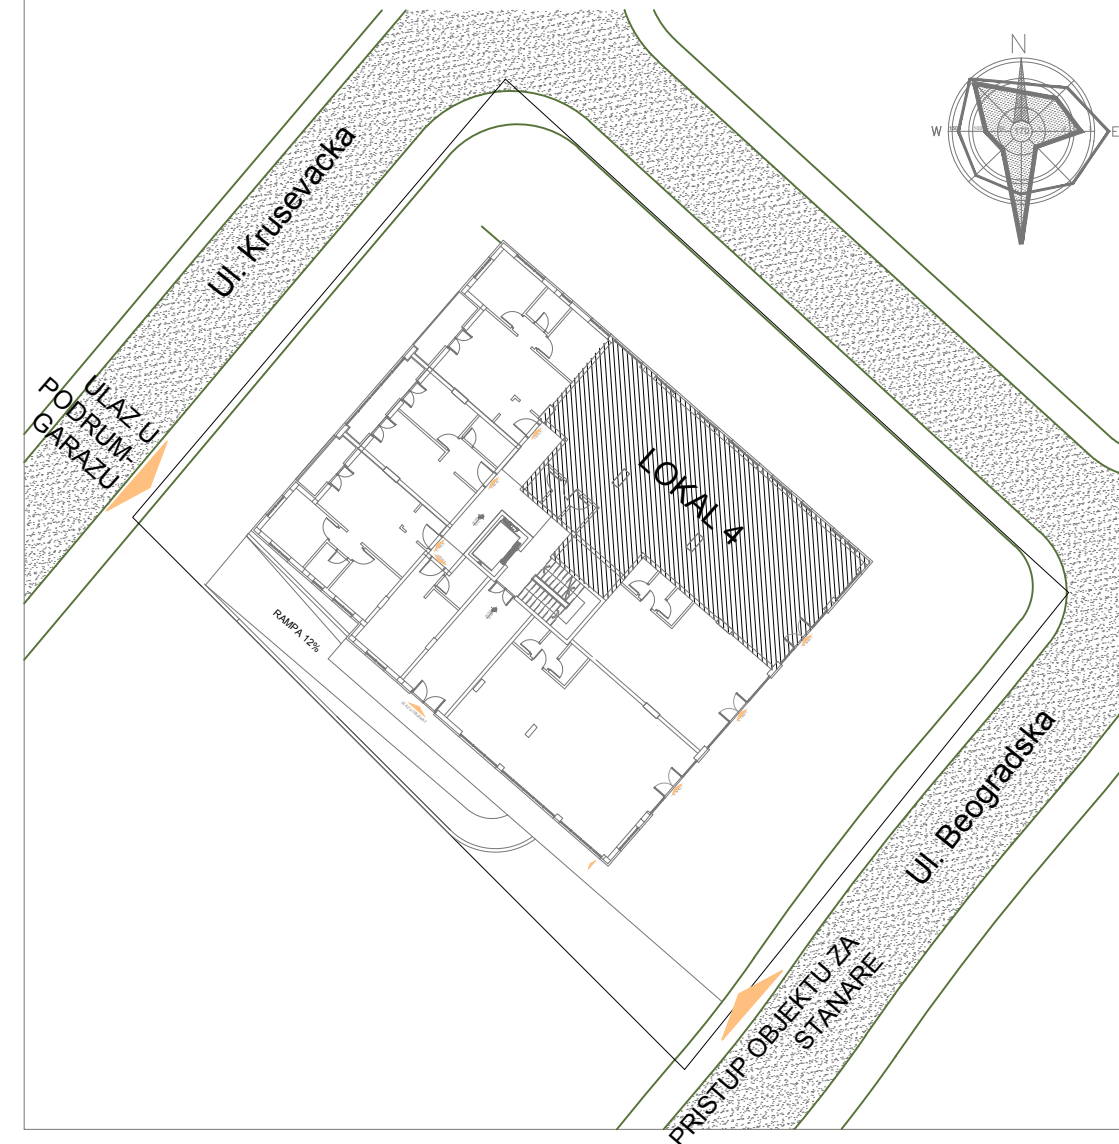 N
W
E
Ul. Krusevacka
ULAZ U
PODRUM-
GARAZU
LOKAL 4
RAMPA 12%
Ul. Beogradska
PRISTUP OBJEKTU ZA
STANARE